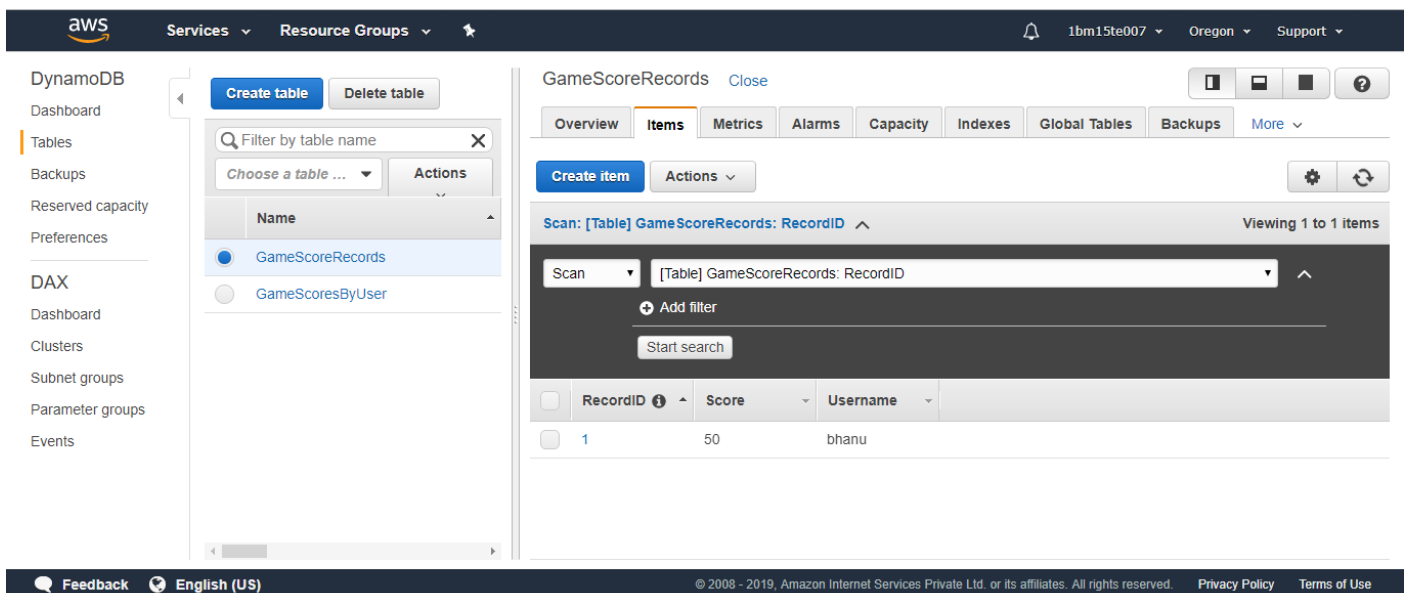 aws Services Resource Groups 1bm15te007 Oregon Support
DynamoDB
Dashboard
Tables
Backups
Reserved capacity
Preferences
DAX
Dashboard
Clusters
Subnet groups
Parameter groups
Events
Create table Delete table
Filter by table name
Choose a table ... Actions
Name
GameScoreRecords
GameScoresByUser
GameScoreRecords Close
Overview Items Metrics Alarms Capacity Indexes Global Tables Backups More
Create item Actions
Scan: [Table] GameScoreRecords: RecordID Viewing 1 to 1 items
Scan [Table] GameScoreRecords: RecordID
Add filter
Start search
RecordID Score Username
1 50 bhanu
Feedback English (US) © 2008 - 2019, Amazon Internet Services Private Ltd. or its affiliates. All rights reserved. Privacy Policy Terms of Use